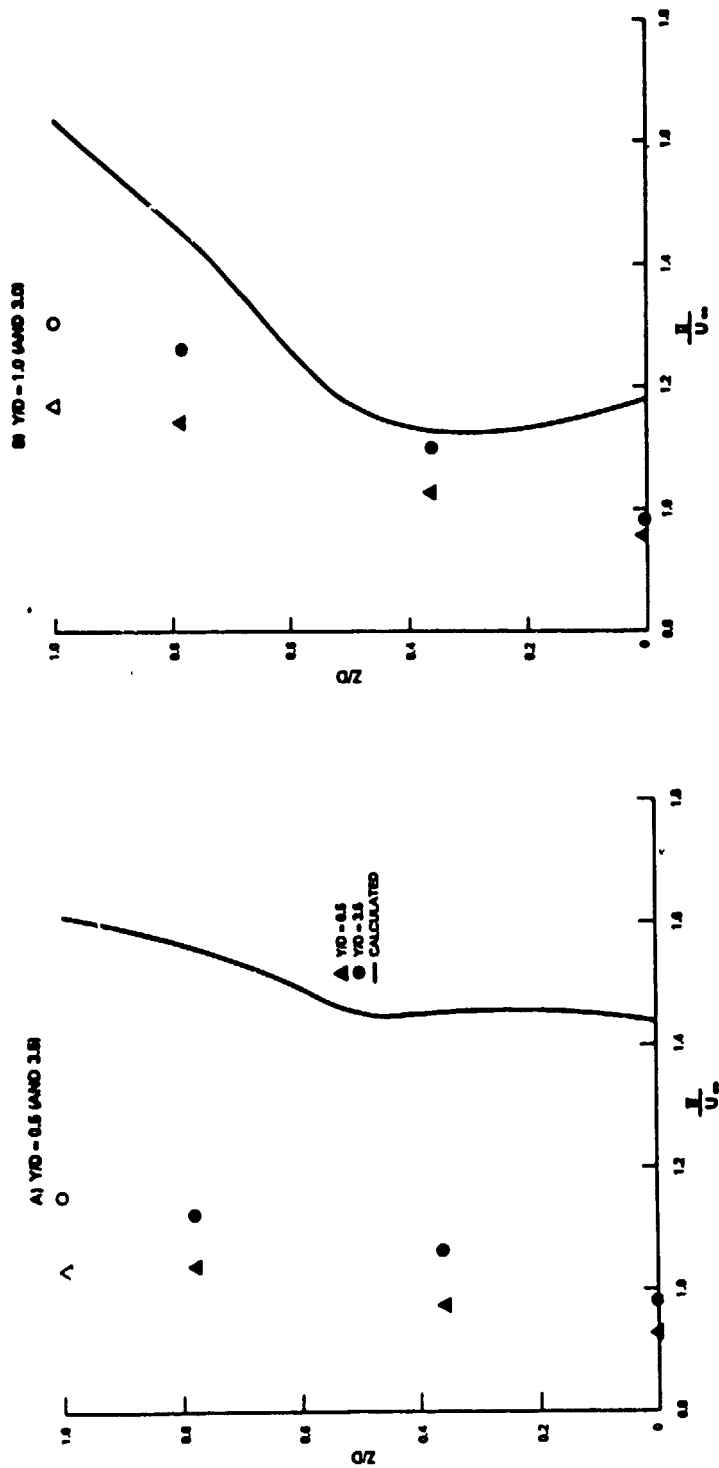 A) Y/D = 0.5 (AND 3.5)
Z/D
1.0
0.8
0.6
0.4
0.2
0
0.8
1.0
1.2
1.4
1.6
1.8
U
U∞
▲ Y/D = 0.5
● Y/D = 3.5
— CALCULATED
B) Y/D = 1.0 (AND 3.0)
Z/D
1.0
0.8
0.6
0.4
0.2
0
0.8
1.0
1.2
1.4
1.6
1.8
U
U∞